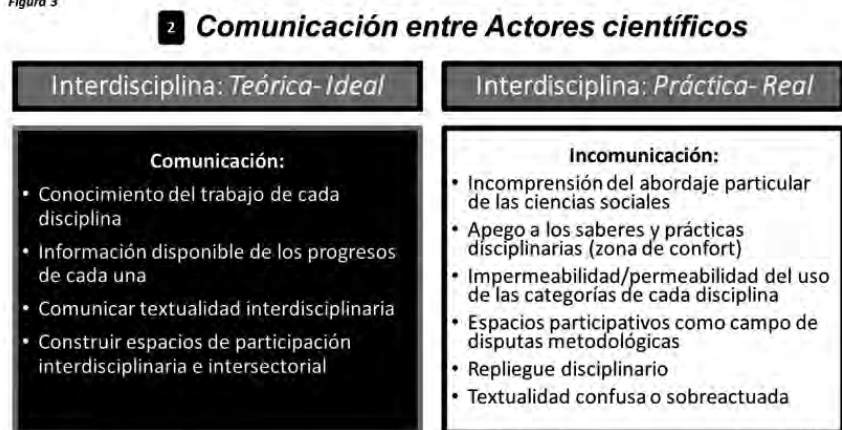 Figura 3
2 Comunicación entre Actores científicos
Interdisciplina: Teórica- Ideal
Comunicación:
• Conocimiento del trabajo de cada
disciplina
• Información disponible de los progresos
de cada una
• Comunicar textualidad interdisciplinaria
• Construir espacios de participación
interdisciplinaria e intersectorial
Interdisciplina: Práctica- Real
Incomunicación:
• Incomprensión del abordaje particular
de las ciencias sociales
• Apego a los saberes y prácticas
disciplinarias (zona de confort)
• Impermeabilidad/permeabilidad del uso
de las categorías de cada disciplina
• Espacios participativos como campo de
disputas metodológicas
• Repliegue disciplinario
• Textualidad confusa o sobreactuada